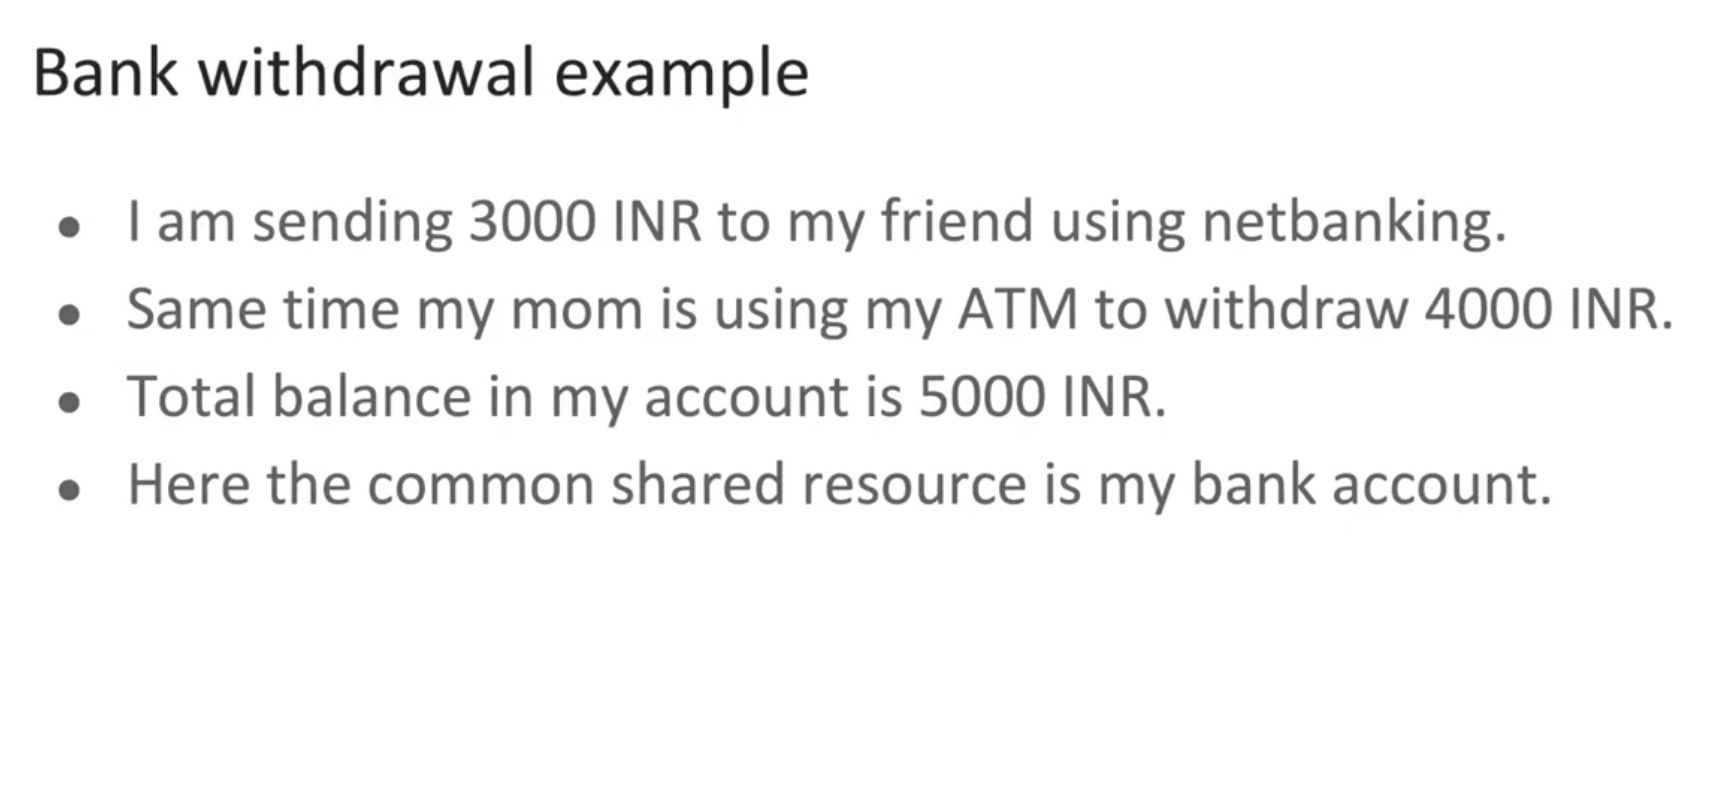 Bank withdrawal example
● I am sending 3000 INR to my friend using netbanking.
● Same time my mom is using my ATM to withdraw 4000 INR.
● Total balance in my account is 5000 INR.
● Here the common shared resource is my bank account.